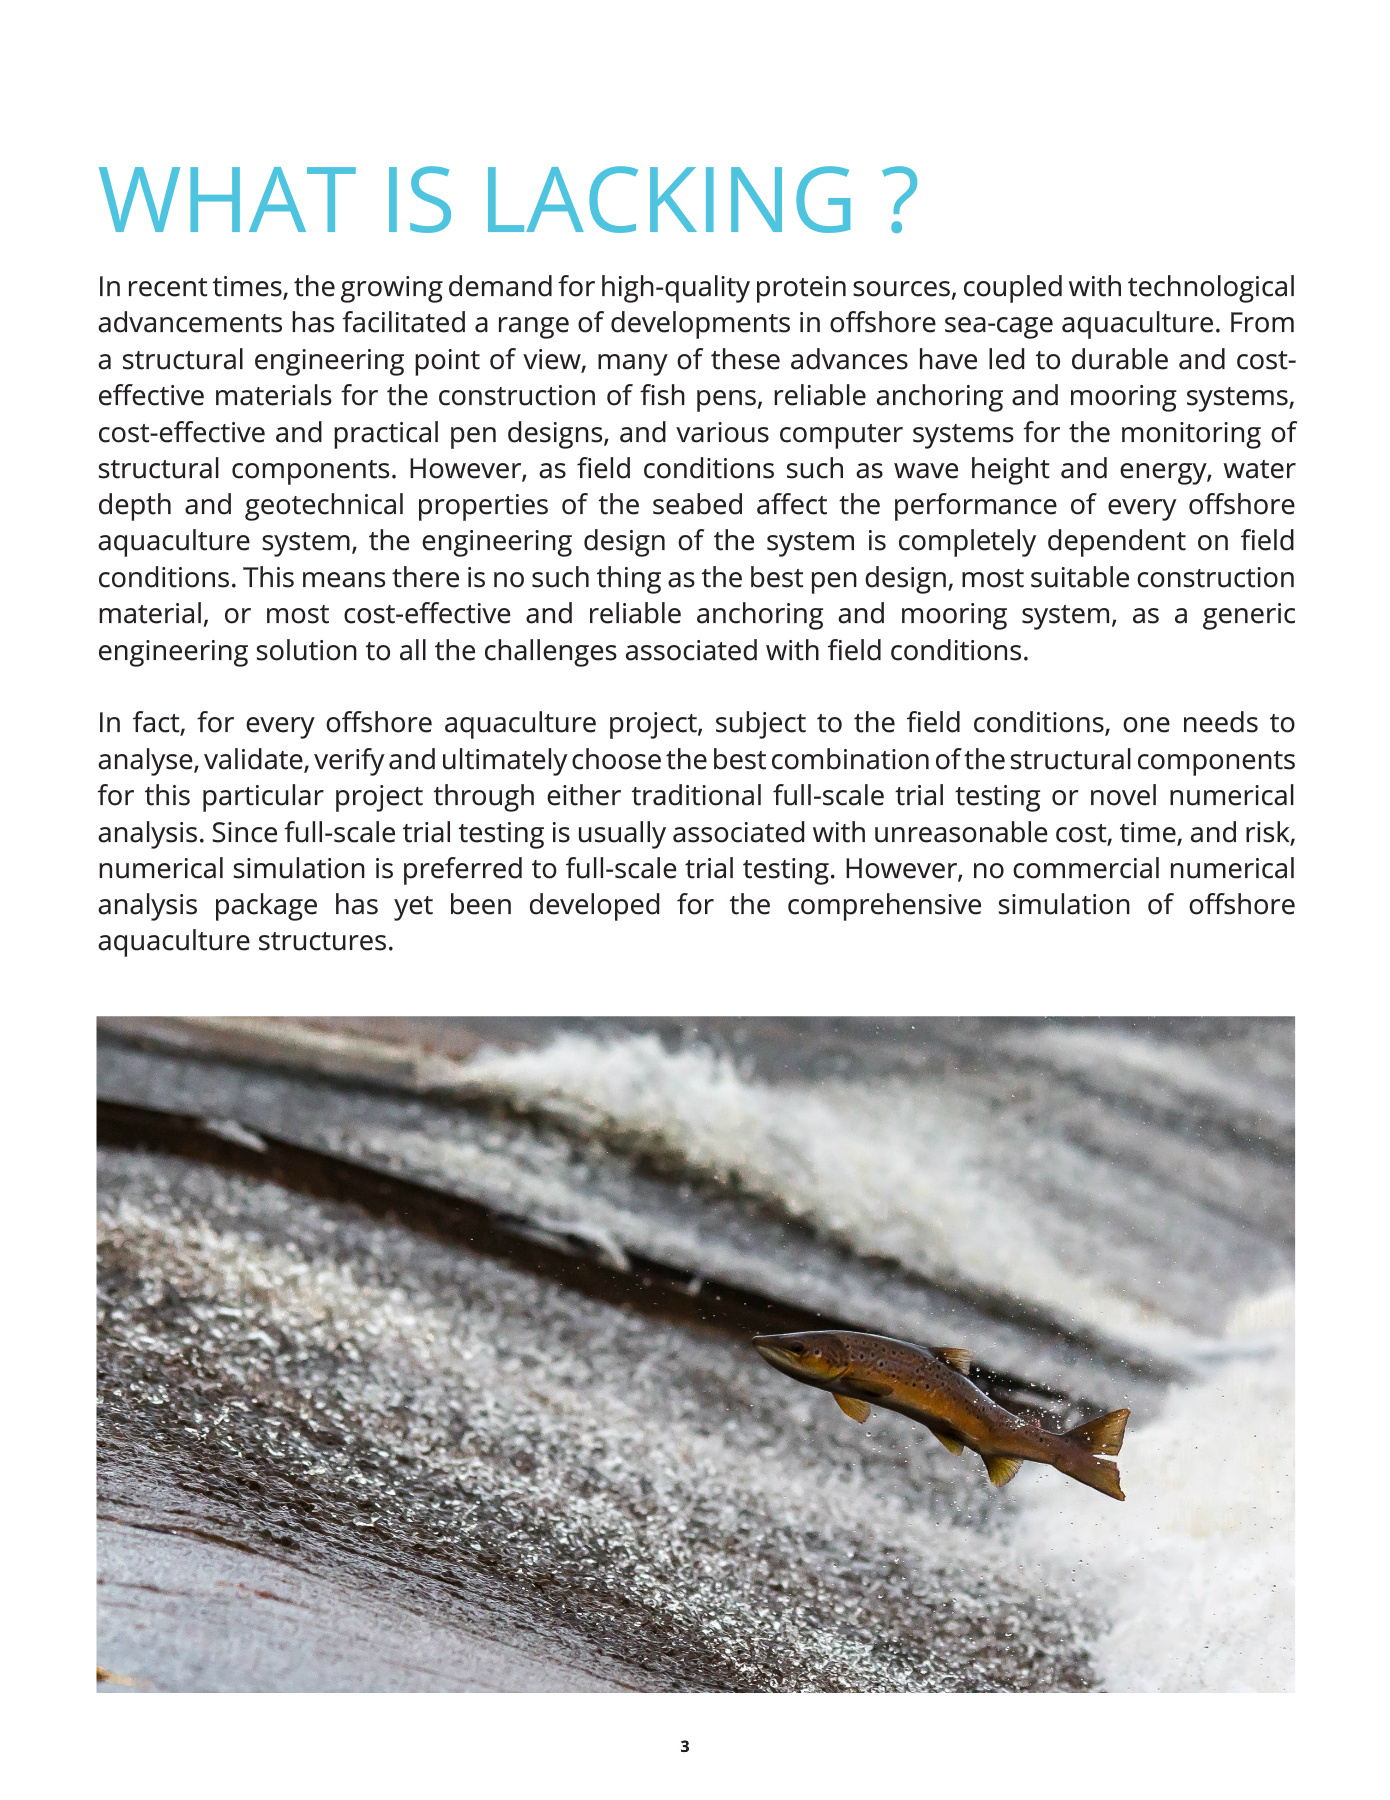 WHAT IS LACKING ?
In recent times, the growing demand for high-quality protein sources, coupled with technological
advancements has facilitated a range of developments in offshore sea-cage aquaculture. From
a structural engineering point of view, many of these advances have led to durable and cost-
effective materials for the construction of fish pens, reliable anchoring and mooring systems,
cost-effective and practical pen designs, and various computer systems for the monitoring of
structural components. However, as field conditions such as wave height and energy, water
depth and geotechnical properties of the seabed affect the performance of every offshore
aquaculture system, the engineering design of the system is completely dependent on field
conditions. This means there is no such thing as the best pen design, most suitable construction
material, or most cost-effective and reliable anchoring and mooring system, as a generic
engineering solution to all the challenges associated with field conditions.
In fact, for every offshore aquaculture project, subject to the field conditions, one needs to
analyse, validate, verify and ultimately choose the best combination of the structural components
for this particular project through either traditional full-scale trial testing or novel numerical
analysis. Since full-scale trial testing is usually associated with unreasonable cost, time, and risk,
numerical simulation is preferred to full-scale trial testing. However, no commercial numerical
analysis package has yet been developed for the comprehensive simulation of offshore
aquaculture structures.
3